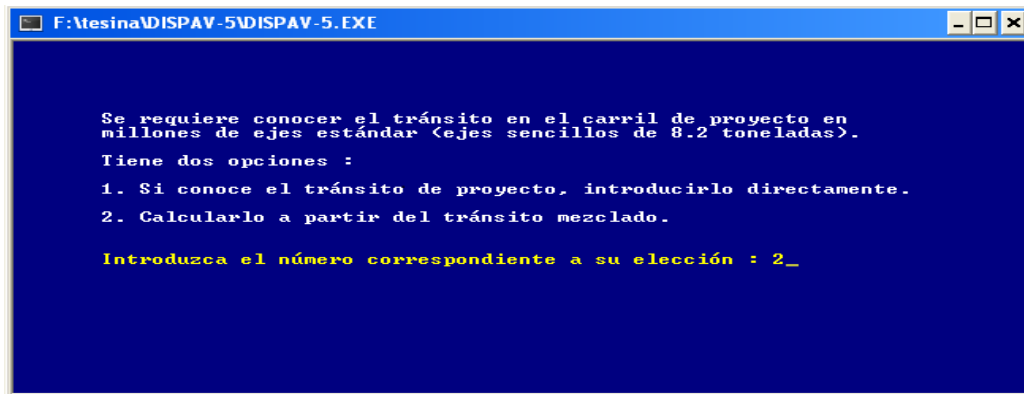 F:\tesina\DISPAV-5\DISPAV-5.EXE
Se requiere conocer el tránsito en el carril de proyecto en
millones de ejes estándar (ejes sencillos de 8.2 toneladas).
Tiene dos opciones :
1. Si conoce el tránsito de proyecto, introducirlo directamente.
2. Calcularlo a partir del tránsito mezclado.
Introduzca el número correspondiente a su elección : 2_